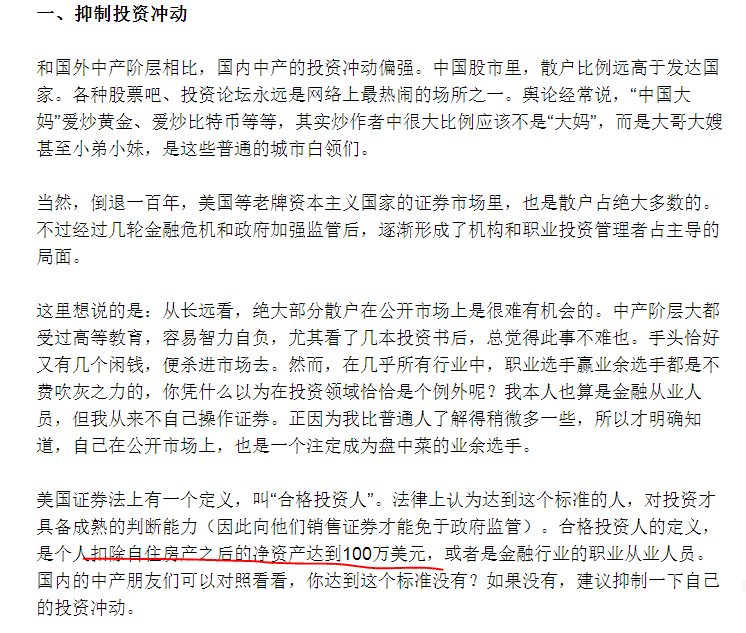 一、抑制投资冲动
和国外中产阶层相比，国内中产的投资冲动偏强。中国股市里，散户比例远高于发达国
家。各种股票吧、投资论坛永远是网络上最热闹的场所之一。舆论经常说，“中国大
妈”爱炒黄金、爱炒比特币等等，其实炒作者中很大比例应该不是“大妈”，而是大哥大嫂
甚至小弟小妹，是这些普通的城市白领们。
当然，倒退一百年，美国等老牌资本主义国家的证券市场里，也是散户占绝大多数的。
不过经过几轮金融危机和政府加强监管后，逐渐形成了机构和职业投资管理者占主导的
局面。
这里想说的是：从长远看，绝大部分散户在公开市场上是很难有机会的。中产阶层大都
受过高等教育，容易智力自负，尤其看了几本投资书后，总觉得此事不难也。手头恰好
又有几个闲钱，便杀进市场去。然而，在几乎所有行业中，职业选手赢业余选手都是不
费吹灰之力的，你凭什么以为在投资领域恰恰是个例外呢？我本人也算是金融从业人
员，但我从来不自己操作证券。正因为我比普通人了解得稍微多一些，所以才明确知
道，自己在公开市场上，也是一个注定成为盘中菜的业余选手。
美国证券法上有一个定义，叫“合格投资人”。法律上认为达到这个标准的人，对投资才
具备成熟的判断能力（因此向他们销售证券才能免于政府监管）。合格投资人的定义，
是个人扣除自住房产之后的净资产达到100万美元，或者是金融行业的职业从业人员。
国内的中产朋友们可以对照看看，你达到这个标准没有？如果没有，建议抑制一下自己
的投资冲动。